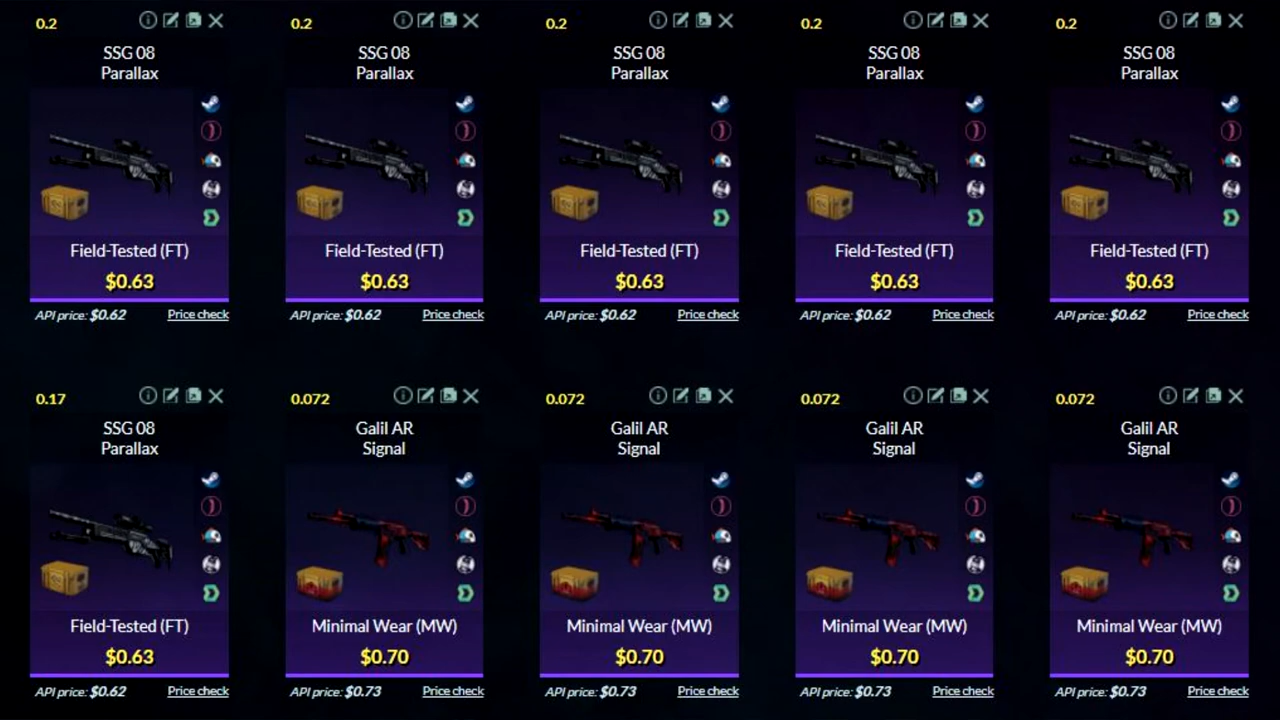 0.2
SSG 08
Parallax
Field-Tested (FT)
$0.63
API price: $0.62 Price check
0.2
SSG 08
Parallax
Field-Tested (FT)
$0.63
API price: $0.62 Price check
0.2
SSG 08
Parallax
Field-Tested (FT)
$0.63
API price: $0.62 Price check
0.2
SSG 08
Parallax
Field-Tested (FT)
$0.63
API price: $0.62 Price check
0.2
SSG 08
Parallax
Field-Tested (FT)
$0.63
API price: $0.62 Price check
0.17
SSG 08
Parallax
Field-Tested (FT)
$0.63
API price: $0.62 Price check
0.072
Galil AR
Signal
Minimal Wear (MW)
$0.70
API price: $0.73 Price check
0.072
Galil AR
Signal
Minimal Wear (MW)
$0.70
API price: $0.73 Price check
0.072
Galil AR
Signal
Minimal Wear (MW)
$0.70
API price: $0.73 Price check
0.072
Galil AR
Signal
Minimal Wear (MW)
$0.70
API price: $0.73 Price check